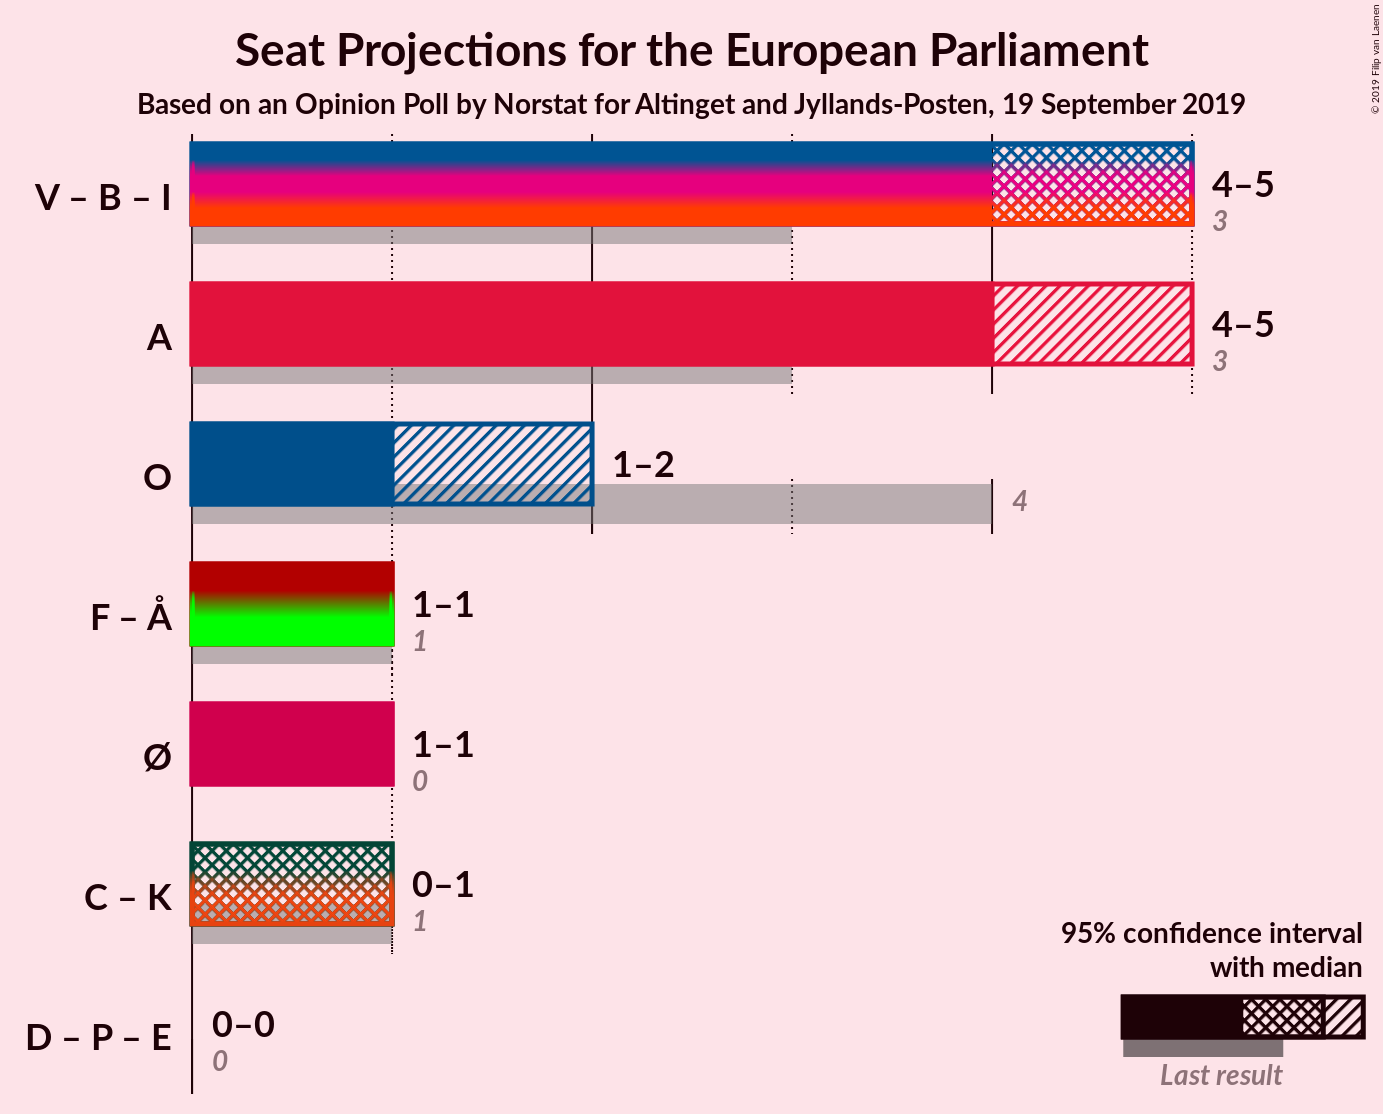 Seat Projections for the European Parliament
Based on an Opinion Poll by Norstat for Altinget and Jyllands-Posten, 19 September 2019
© 2019 Filip van Laenen
V – B – I
4–5
3
A
4–5
3
O
1–2
4
F – Å
1–1
1
Ø
1–1
0
C – K
0–1
1
D – P – E
0–0
0
95% confidence interval
with median
Last result